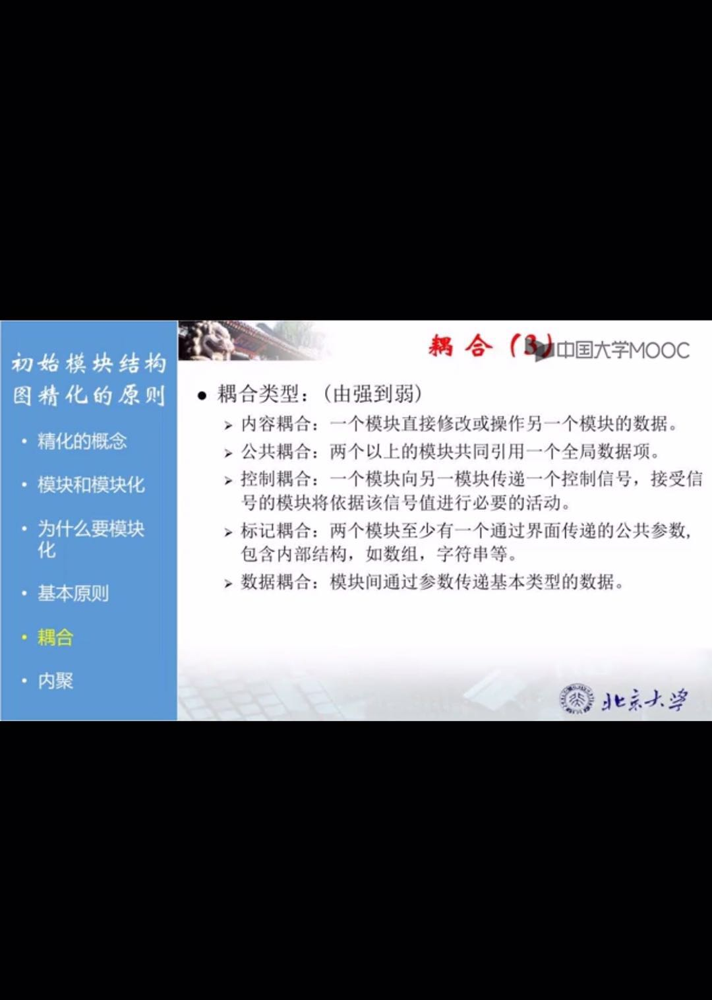 初始模块结构
图精化的原则
• 精化的概念
• 模块和模块化
• 为什么要模块
化
• 基本原则
• 耦合
• 内聚
耦合（3）
中国大学MOOC
● 耦合类型：（由强到弱）
➢ 内容耦合：一个模块直接修改或操作另一个模块的数据。
➢ 公共耦合：两个以上的模块共同引用一个全局数据项。
➢ 控制耦合：一个模块向另一模块传递一个控制信号，接受信
号的模块将依据该信号值进行必要的活动。
➢ 标记耦合：两个模块至少有一个通过界面传递的公共参数，
包含内部结构，如数组，字符串等。
➢ 数据耦合：模块间通过参数传递基本类型的数据。
北京大学